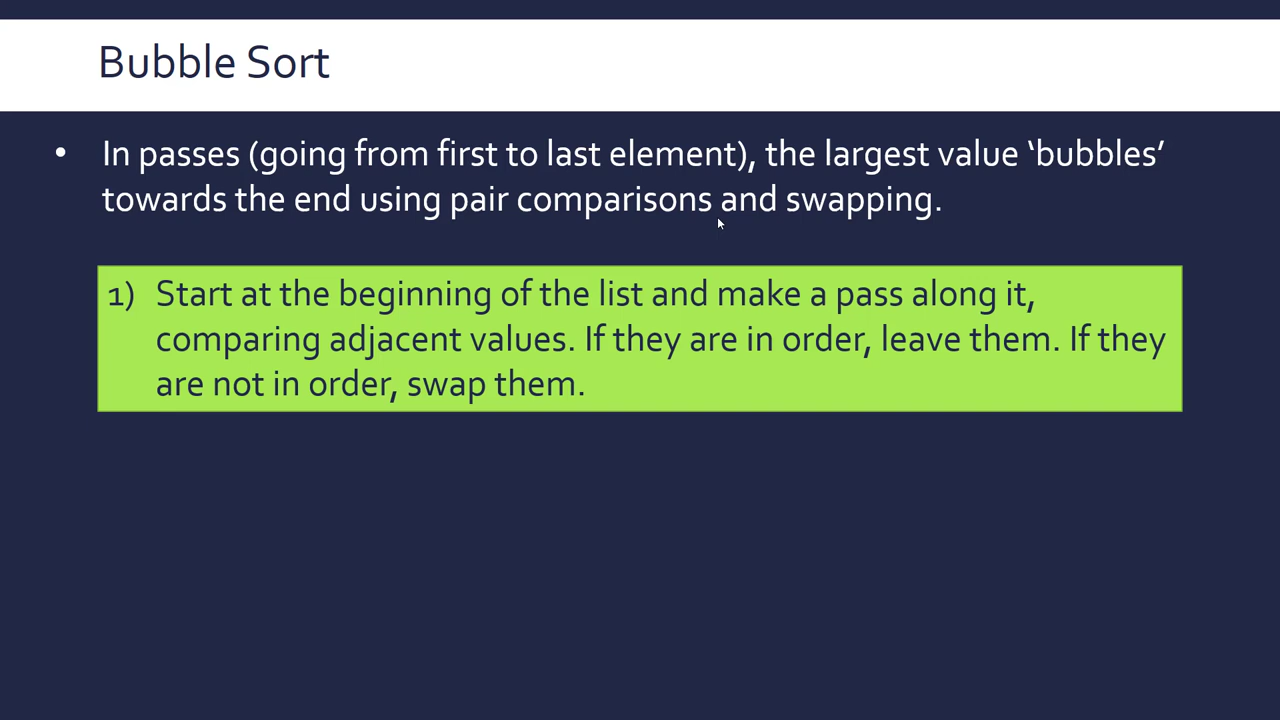 Bubble Sort
• In passes (going from first to last element), the largest value ‘bubbles’
towards the end using pair comparisons and swapping.
1) Start at the beginning of the list and make a pass along it,
comparing adjacent values. If they are in order, leave them. If they
are not in order, swap them.